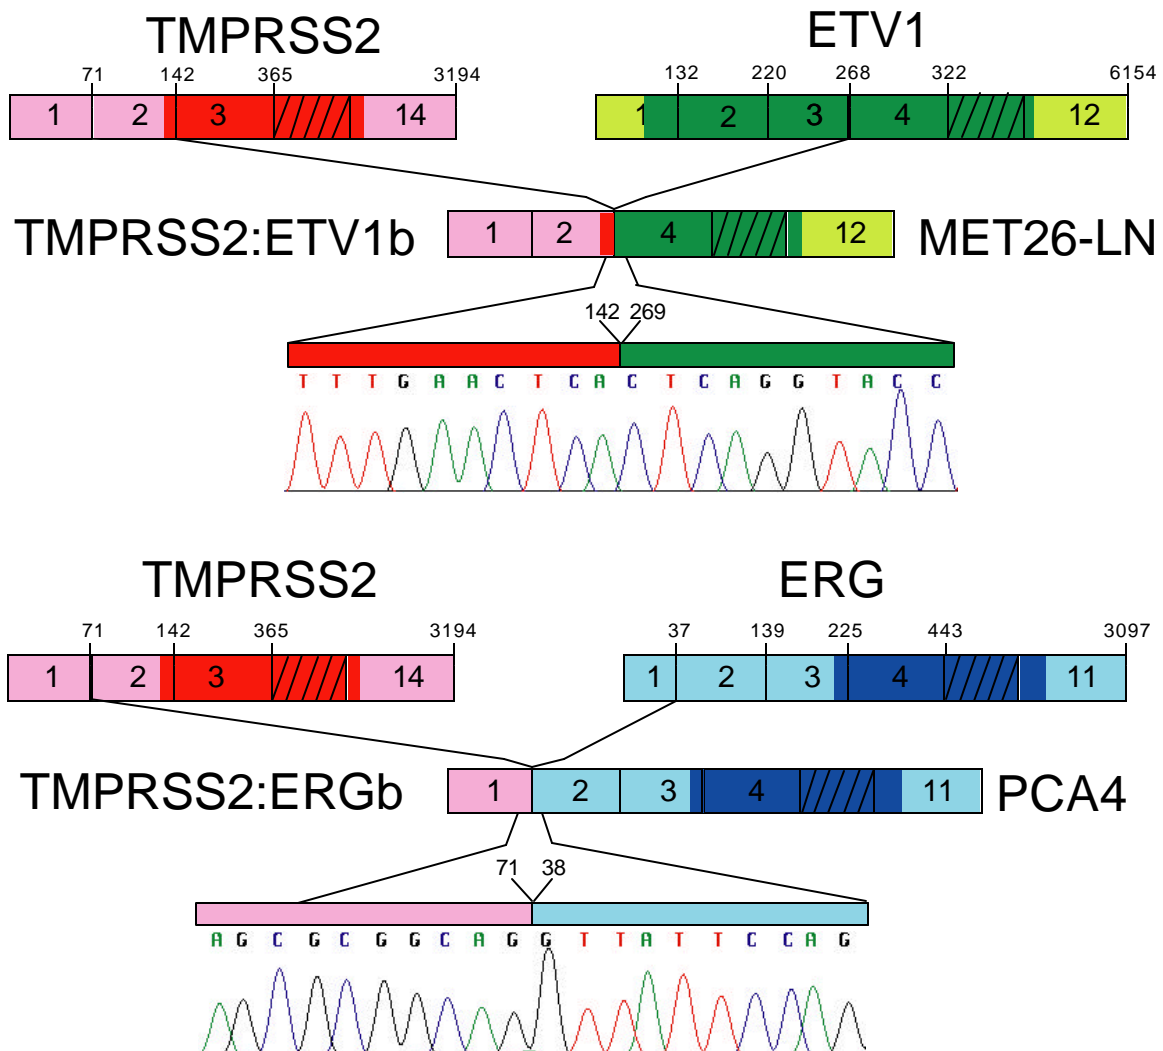 TMPRSS2 ETV1
71 142 365 3194 132 220 268 322 6154
1 2 3 14 1 2 3 4 12
TMPRSS2:ETV1b 1 2 4 12 MET26-LN
142 269
T T T G A A C T C A C T C A G G T A C C
TMPRSS2 ERG
71 142 365 3194 37 139 225 443 3097
1 2 3 14 1 2 3 4 11
TMPRSS2:ERGb 1 2 3 4 11 PCA4
71 38
A G C G C G G C A G G T T A T T C C A G